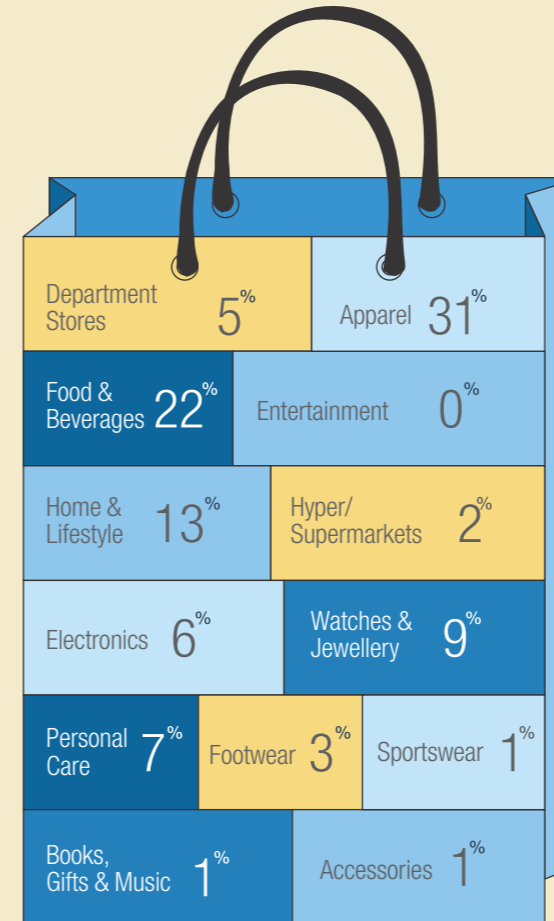 Department
Stores
5%
Apparel 31%
Food &
Beverages 22%
Entertainment 0%
Home &
Lifestyle 13%
Hyper/
Supermarkets 2%
Electronics 6%
Watches &
Jewellery 9%
Personal
Care 7%
Footwear 3%
Sportswear 1%
Books,
Gifts & Music 1%
Accessories 1%